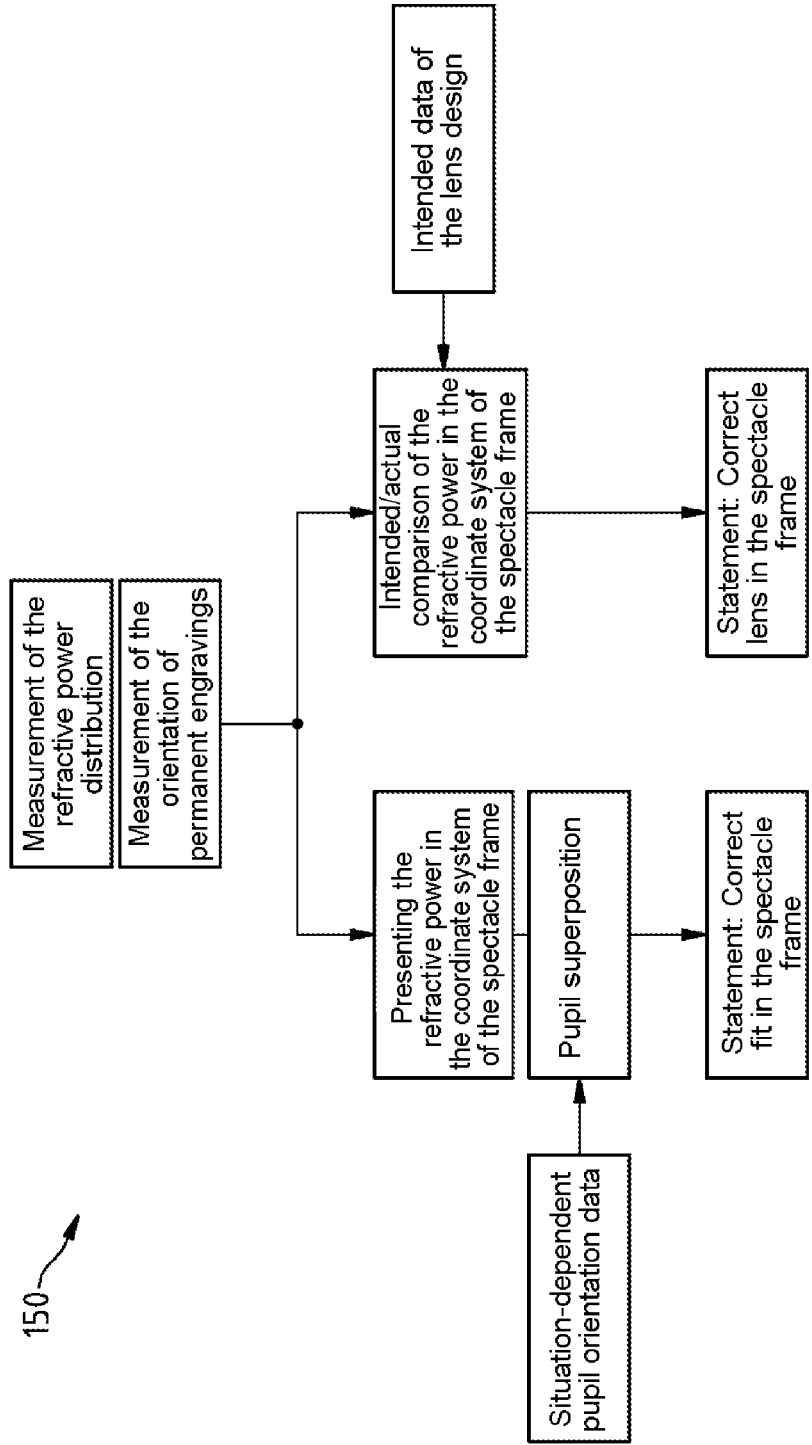 150
Measurement of the
refractive power
distribution
Measurement of the
orientation of
permanent engravings
Presenting the
refractive power in
the coordinate system
of the spectacle frame
Intended/actual
comparison of the
refractive power in the
coordinate system of
the spectacle frame
Intended data of
the lens design
Situation-dependent
pupil orientation data
Pupil superposition
Statement: Correct
fit in the spectacle
frame
Statement: Correct
lens in the spectacle
frame